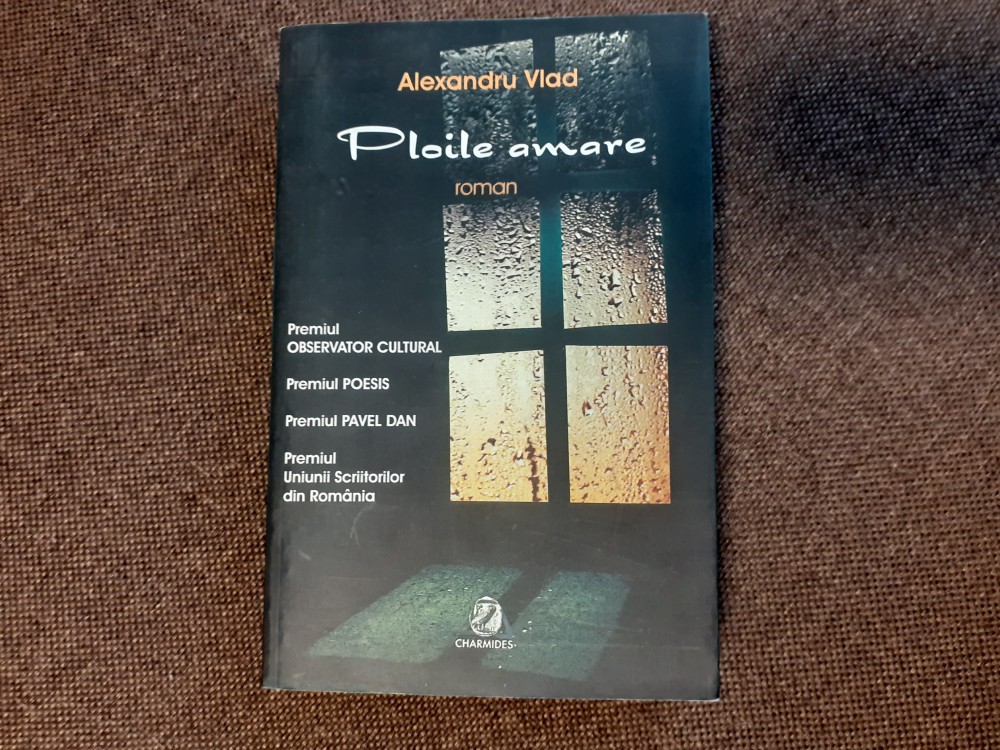 Alexandru Vlad
Ploile amare
roman
Premiul
OBSERVATOR CULTURAL
Premiul POESIS
Premiul PAVEL DAN
Premiul
Uniunii Scriitorilor
din România
CHARMIDES